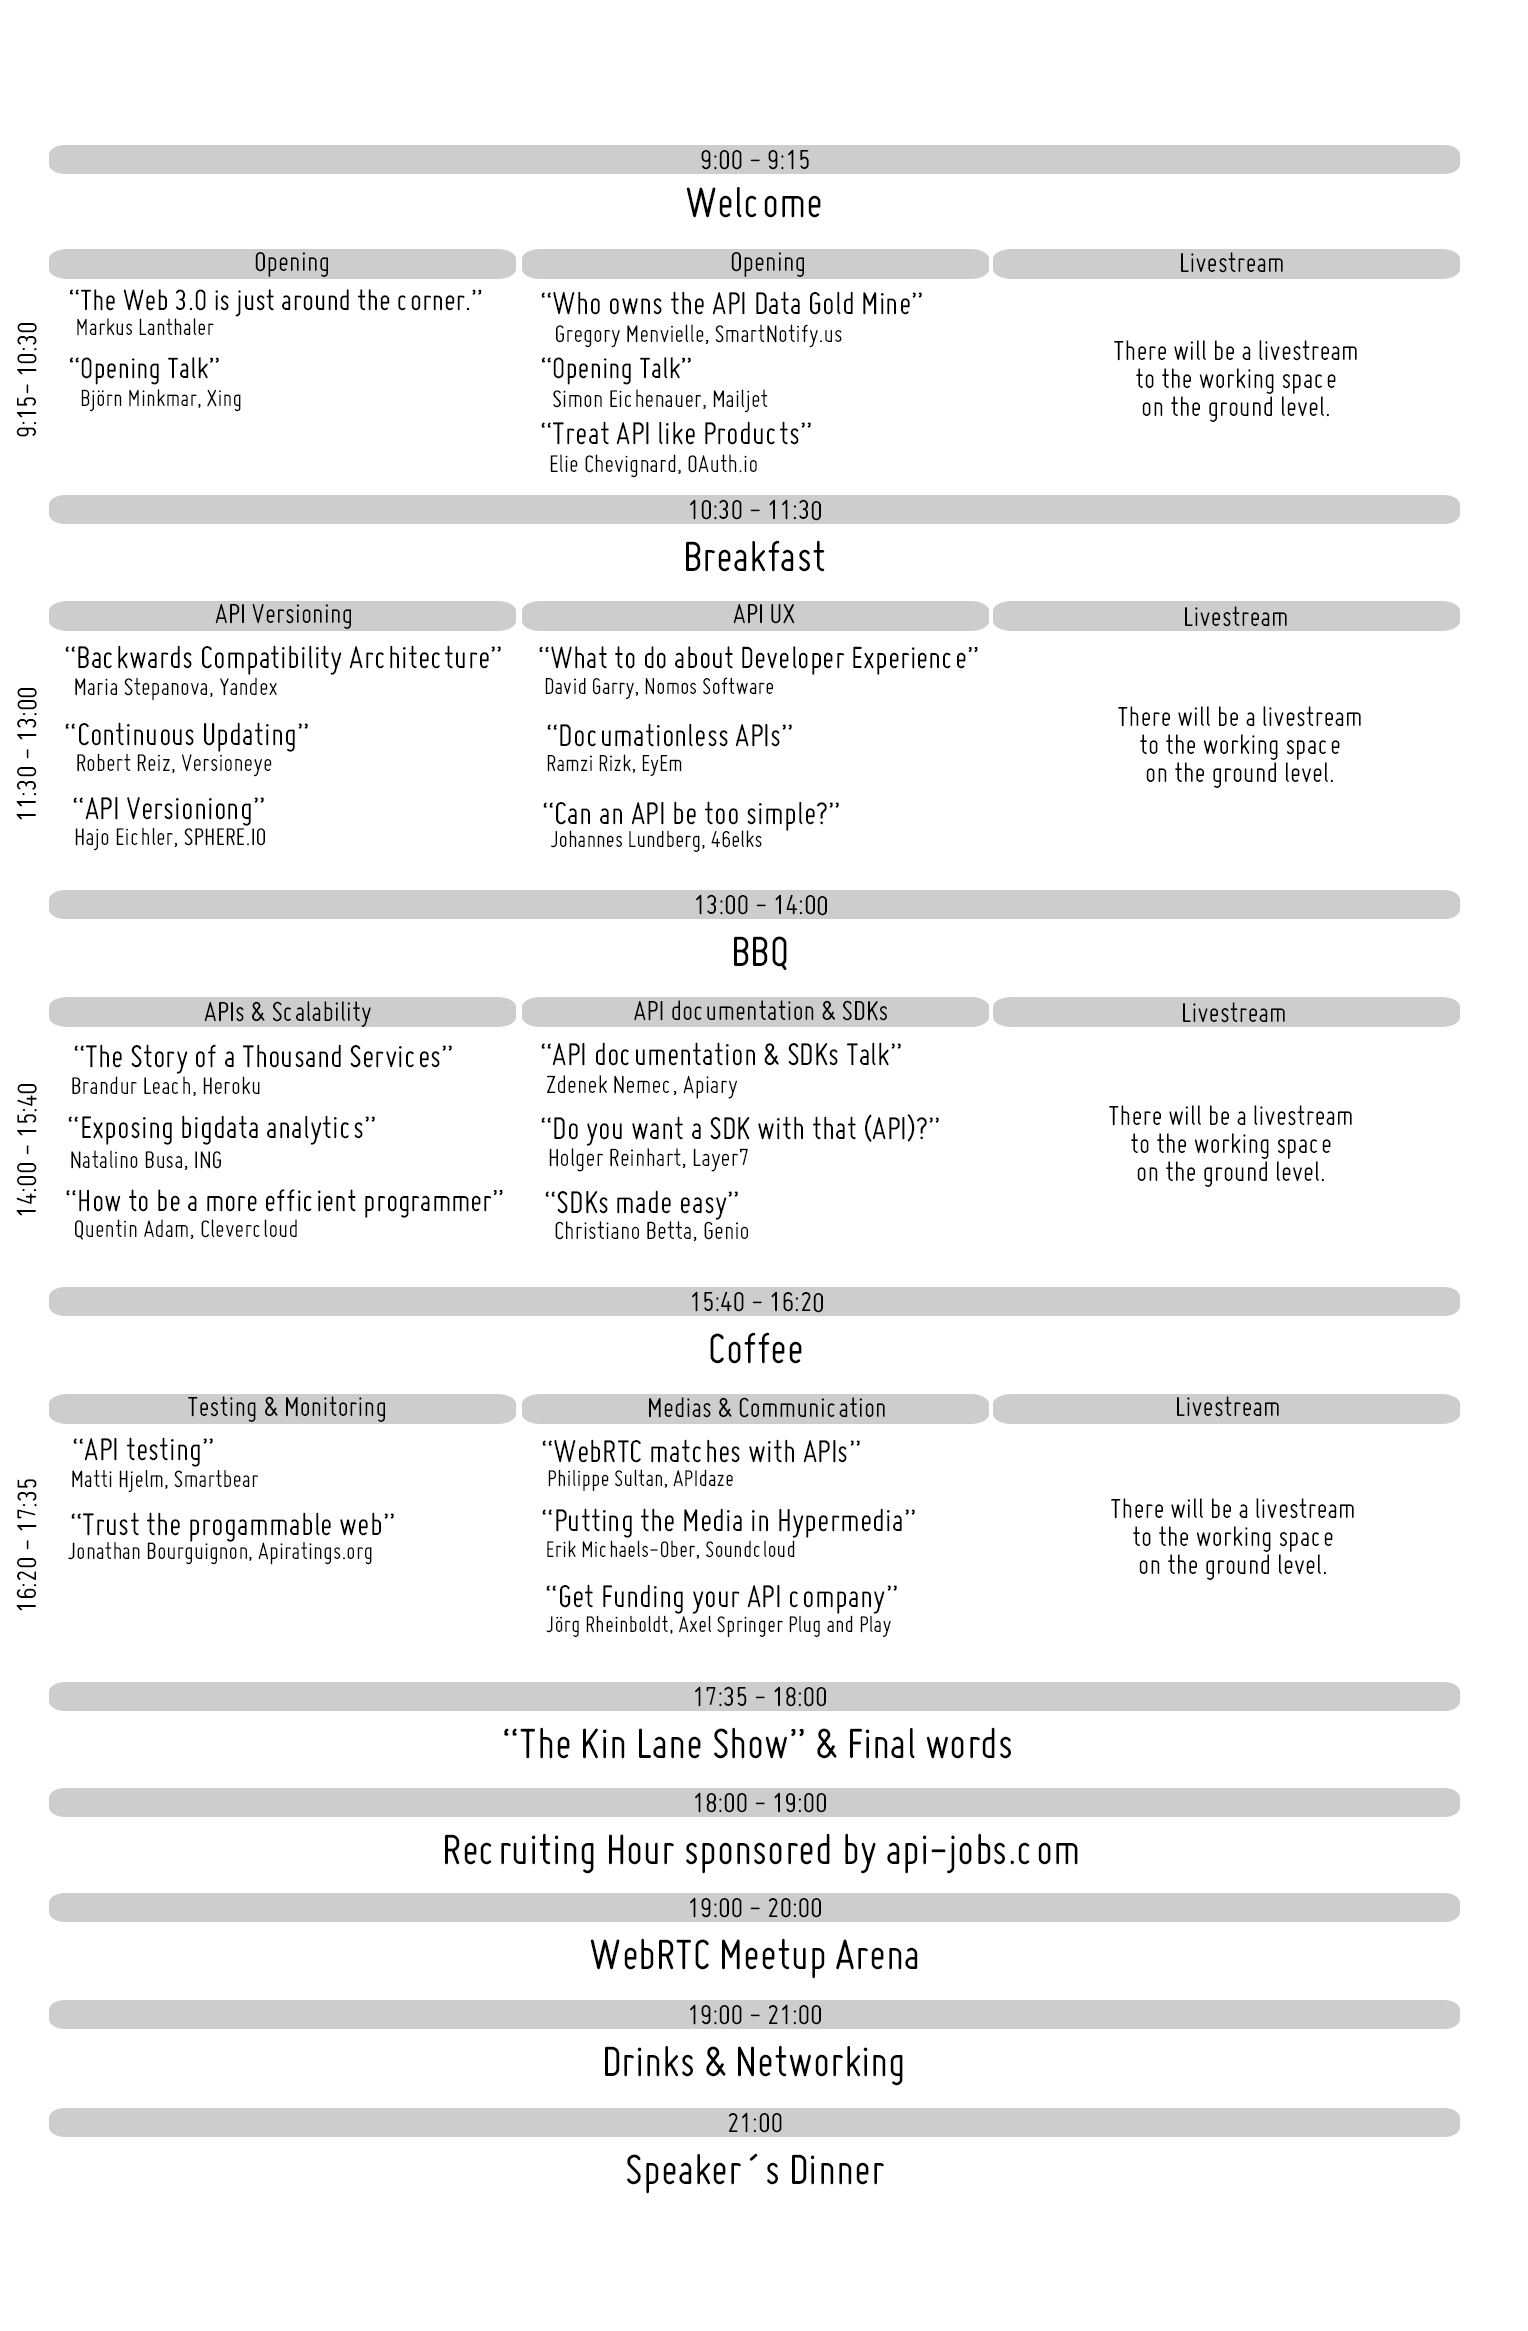 9:00 - 9:15
Welcome
9:15 - 10:30
Opening
“The Web 3.0 is just around the corner.”
Markus Lanthaler
“Opening Talk”
Björn Minkmar, Xing
Opening
“Who owns the API Data Gold Mine”
Gregory Menvielle, SmartNotify.us
“Opening Talk”
Simon Eichenauer, Mailjet
“Treat API like Products”
Elie Chevignard, OAuth.io
Livestream
There will be a livestream
to the working space
on the ground level.
10:30 - 11:30
Breakfast
11:30 - 13:00
API Versioning
“Backwards Compatibility Architecture”
Maria Stepanova, Yandex
“Continuous Updating”
Robert Reiz, Versioneye
“API Versioniong”
Hajo Eichler, SPHERE.IO
API UX
“What to do about Developer Experience”
David Garry, Nomos Software
“Documationless APIs”
Ramzi Rizk, EyEm
“Can an API be too simple?”
Johannes Lundberg, 46elks
Livestream
There will be a livestream
to the working space
on the ground level.
13:00 - 14:00
BBQ
14:00 - 15:40
APIs & Scalability
“The Story of a Thousand Services”
Brandur Leach, Heroku
“Exposing bigdata analytics”
Natalino Busa, ING
“How to be a more efficient programmer”
Quentin Adam, Clevercloud
API documentation & SDKs
“API documentation & SDKs Talk”
Zdenek Nemec, Apiary
“Do you want a SDK with that (API)?”
Holger Reinhart, Layer7
“SDKs made easy”
Christiano Betta, Genio
Livestream
There will be a livestream
to the working space
on the ground level.
15:40 - 16:20
Coffee
16:20 - 17:35
Testing & Monitoring
“API testing”
Matti Hjelm, Smartbear
“Trust the progammable web”
Jonathan Bourguignon, Apiratings.org
Medias & Communication
“WebRTC matches with APIs”
Philippe Sultan, APIdaze
“Putting the Media in Hypermedia”
Erik Michaels-Ober, Soundcloud
“Get Funding your API company”
Jörg Rheinboldt, Axel Springer Plug and Play
Livestream
There will be a livestream
to the working space
on the ground level.
17:35 - 18:00
“The Kin Lane Show” & Final words
18:00 - 19:00
Recruiting Hour sponsored by api-jobs.com
19:00 - 20:00
WebRTC Meetup Arena
19:00 - 21:00
Drinks & Networking
21:00
Speaker´s Dinner